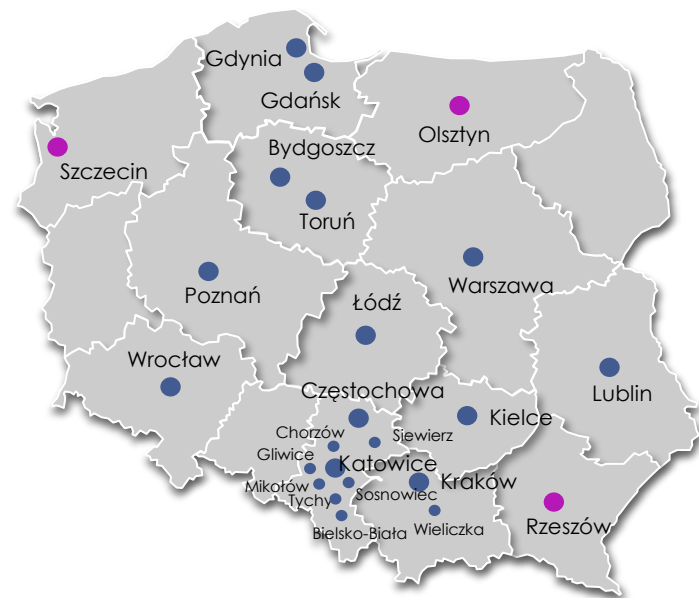 Gdynia
Gdańsk
Olsztyn
Szczecin
Bydgoszcz
Toruń
Poznań
Warszawa
Łódź
Wrocław
Lublin
Częstochowa
Kielce
Chorzów
Siewierz
Gliwice
Katowice
Mikołów
Sosnowiec
Kraków
Tychy
Bielsko-Biała
Wieliczka
Rzeszów